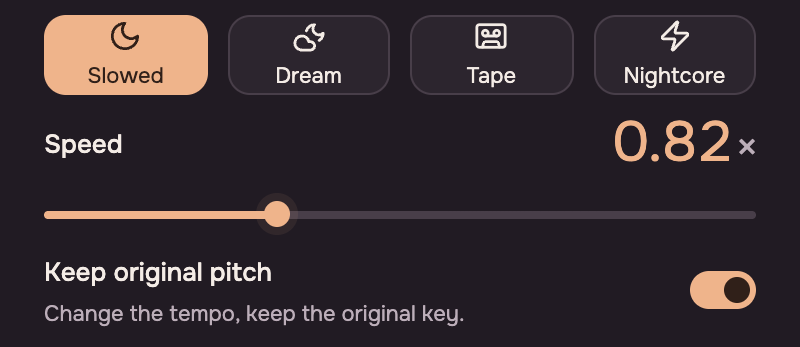 Slowed
Dream
Tape
Nightcore
Speed
0.82×
Keep original pitch
Change the tempo, keep the original key.